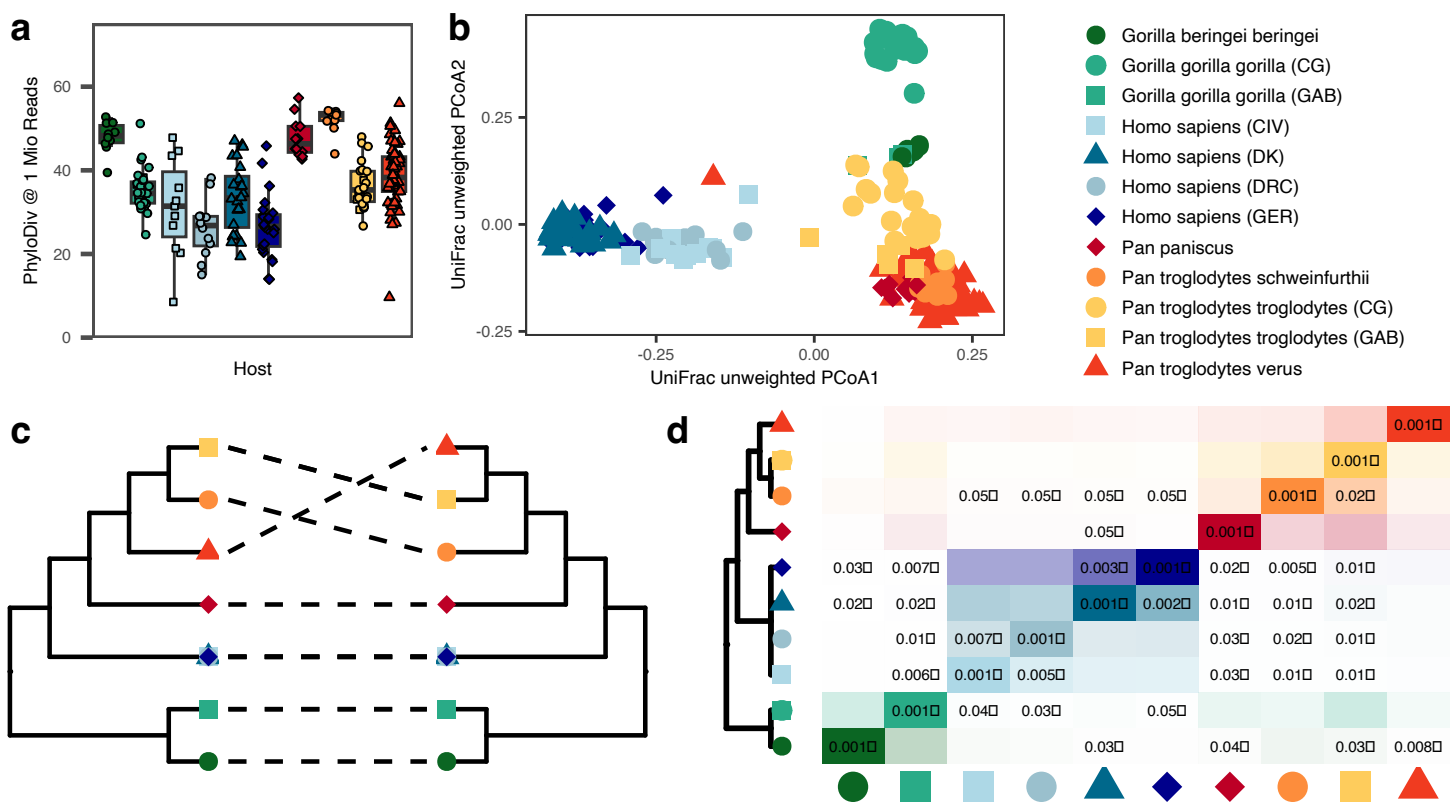 a
PhyloDiv @ 1 Mio Reads
60
40
20
0
Host
b
UniFrac unweighted PCoA2
0.25
0.00
-0.25
-0.25 0.00 0.25
UniFrac unweighted PCoA1
Gorilla beringei beringei
Gorilla gorilla gorilla (CG)
Gorilla gorilla gorilla (GAB)
Homo sapiens (CIV)
Homo sapiens (DK)
Homo sapiens (DRC)
Homo sapiens (GER)
Pan paniscus
Pan troglodytes schweinfurthii
Pan troglodytes troglodytes (CG)
Pan troglodytes troglodytes (GAB)
Pan troglodytes verus
c
d
0.001□
0.001□
0.05□ 0.05□ 0.05□ 0.05□ 0.001□ 0.02□
0.05□ 0.001□
0.03□ 0.007□ 0.003□ 0.001□ 0.02□ 0.005□ 0.01□
0.02□ 0.02□ 0.001□ 0.002□ 0.01□ 0.01□ 0.02□
0.01□ 0.007□ 0.001□ 0.03□ 0.02□ 0.01□
0.006□ 0.001□ 0.005□ 0.03□ 0.01□ 0.01□
0.001□ 0.04□ 0.03□ 0.05□
0.001□ 0.03□ 0.04□ 0.03□ 0.008□